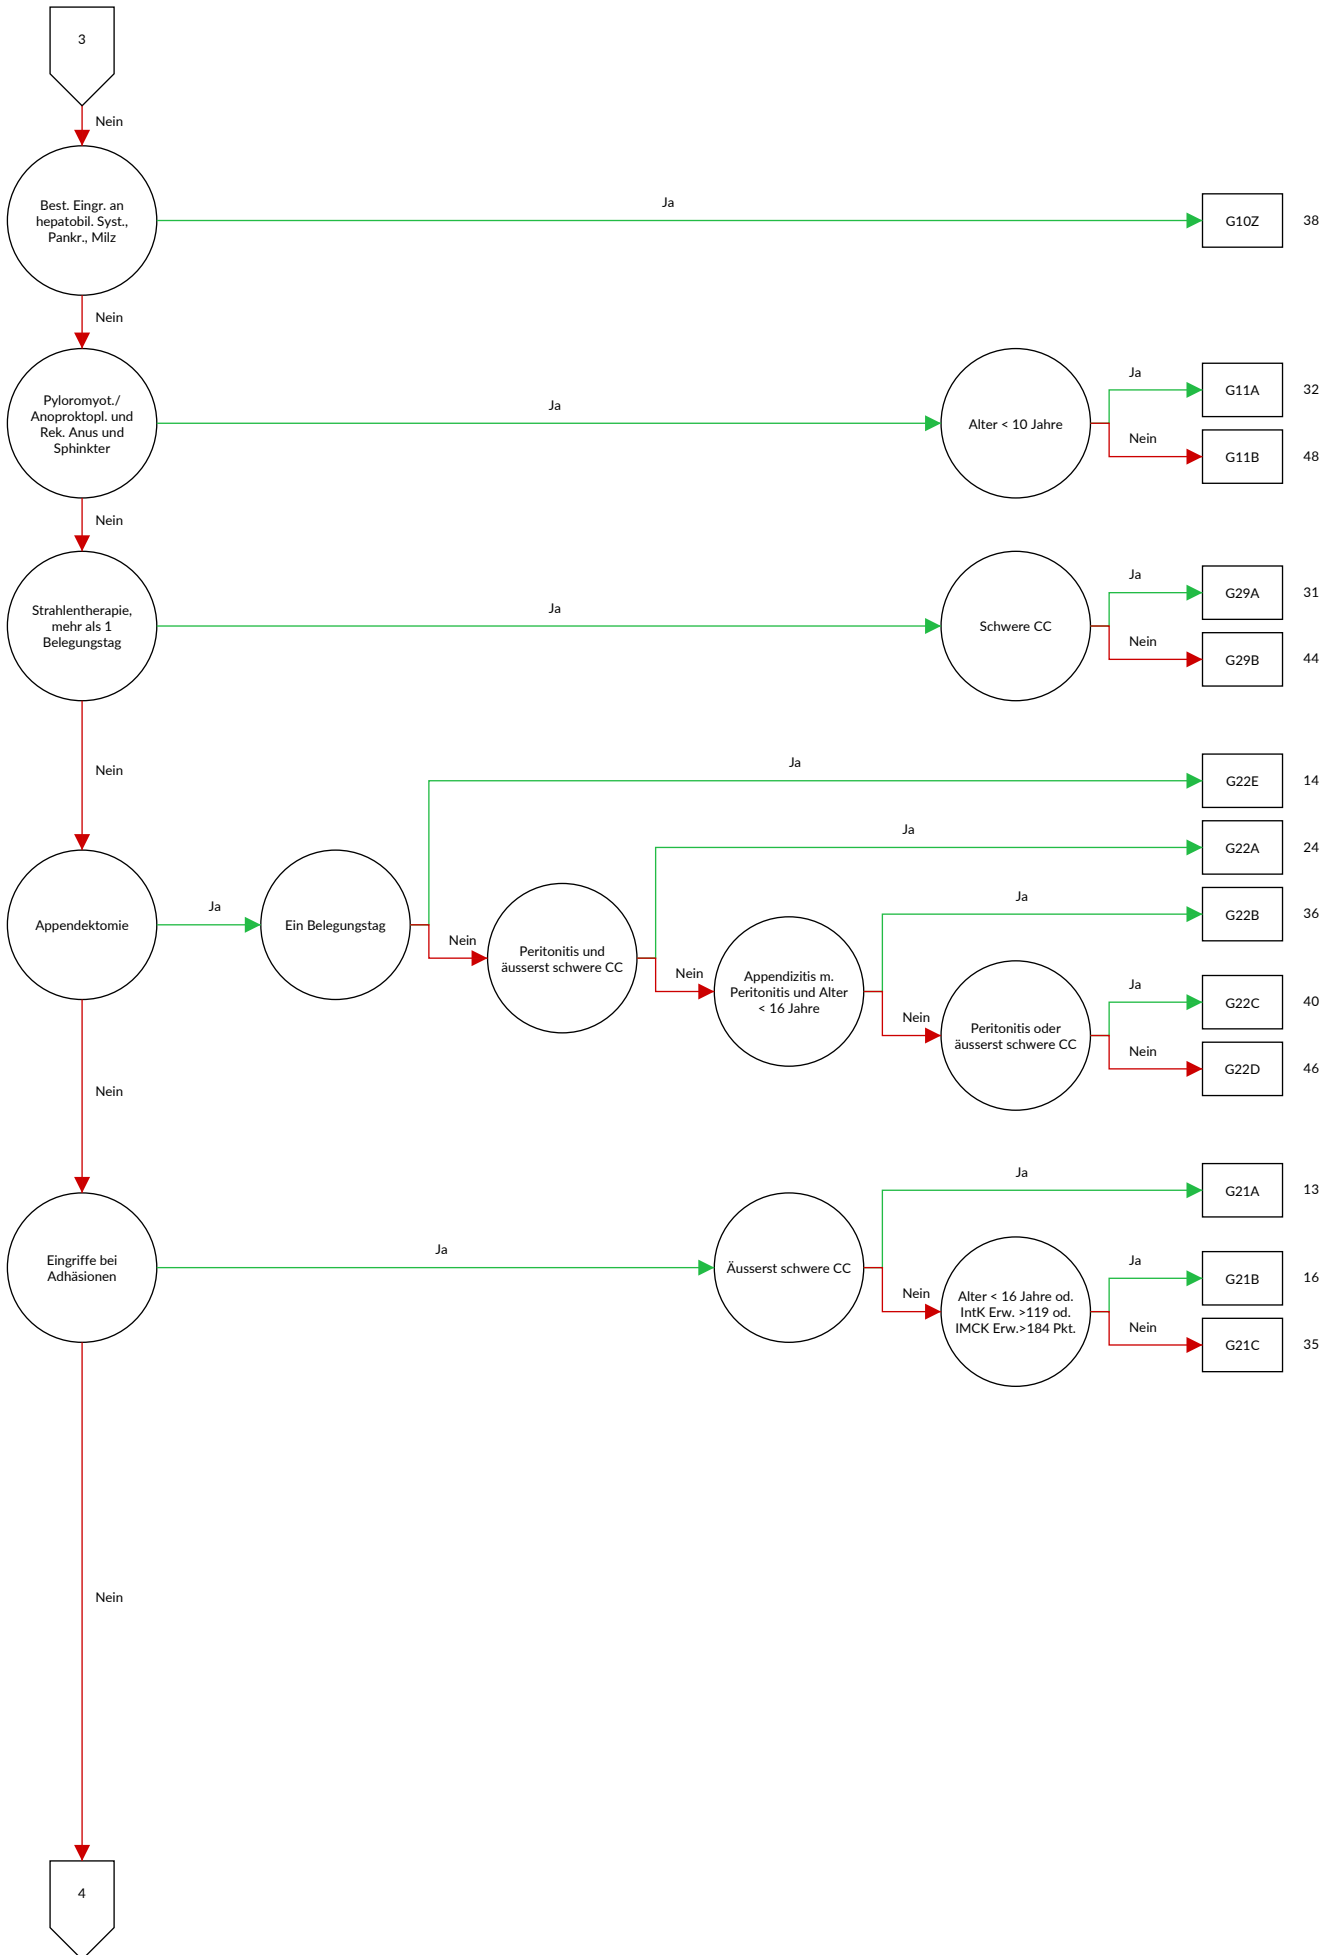 3
Nein
Best. Eingr. an
hepatobil. Syst.,
Pankr., Milz
Ja
G10Z
38
Nein
Pyloromyot./
Anoproktopl. und
Rek. Anus und
Sphinkter
Ja
Alter < 10 Jahre
Ja
G11A
32
Nein
G11B
48
Nein
Strahlentherapie,
mehr als 1
Belegungstag
Ja
Schwere CC
Ja
G29A
31
Nein
G29B
44
Nein
Appendektomie
Ja
Ein Belegungstag
Ja
G22E
14
Nein
Peritonitis und
äusserst schwere CC
Ja
G22A
24
Nein
Appendizitis m.
Peritonitis und Alter
< 16 Jahre
Ja
G22B
36
Nein
Peritonitis oder
äusserst schwere CC
Ja
G22C
40
Nein
G22D
46
Nein
Eingriffe bei
Adhäsionen
Ja
Äusserst schwere CC
Ja
G21A
13
Nein
Alter < 16 Jahre od.
IntK Erw. >119 od.
IMCK Erw.>184 Pkt.
Ja
G21B
16
Nein
G21C
35
Nein
4